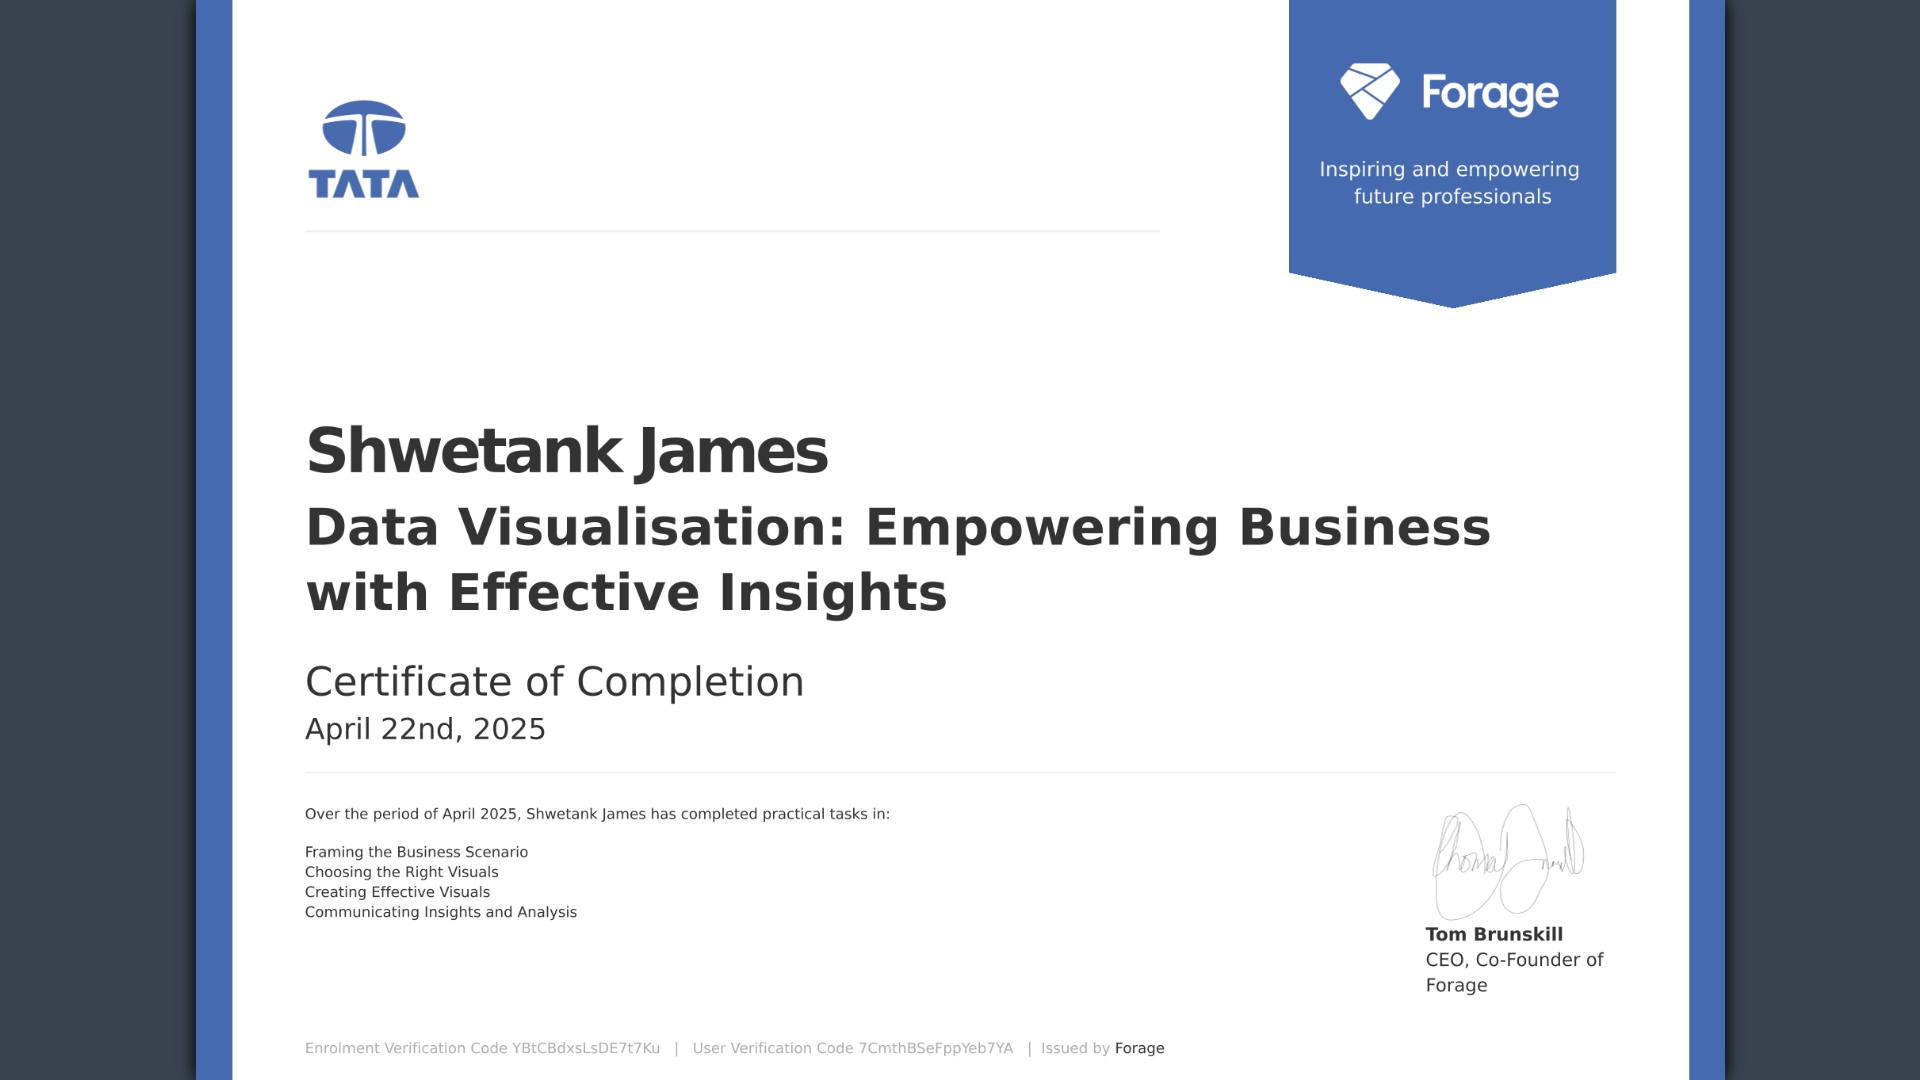 TATA
Forage
Inspiring and empowering
future professionals
Shwetank James
Data Visualisation: Empowering Business
with Effective Insights
Certificate of Completion
April 22nd, 2025
Over the period of April 2025, Shwetank James has completed practical tasks in:
Framing the Business Scenario
Choosing the Right Visuals
Creating Effective Visuals
Communicating Insights and Analysis
Tom Brunskill
CEO, Co-Founder of
Forage
Enrolment Verification Code YBtCBdxsLsDE7t7Ku | User Verification Code 7CmthBSeFppYeb7YA | Issued by Forage